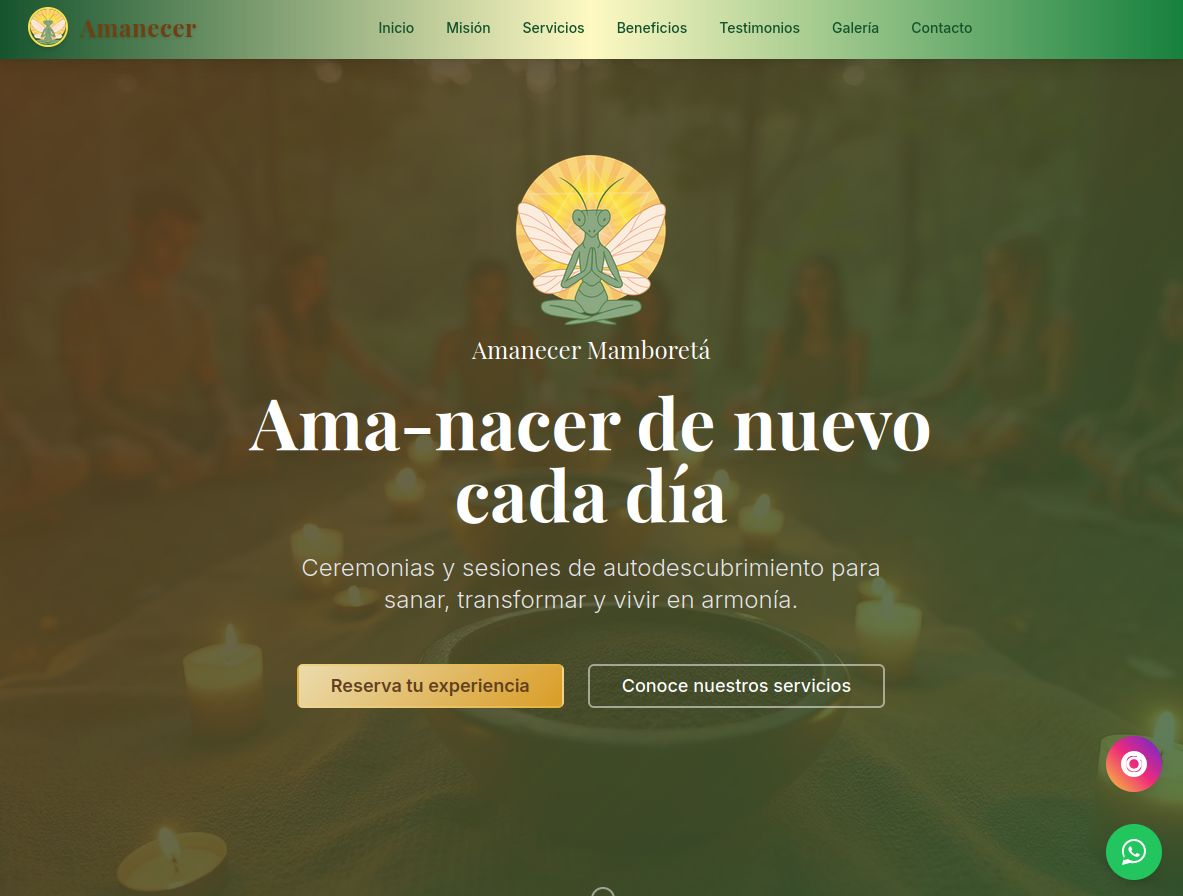 Amanecer
Inicio
Misión
Servicios
Beneficios
Testimonios
Galería
Contacto
Amanecer Mamboretá
Ama-nacer de nuevo
cada día
Ceremonias y sesiones de autodescubrimiento para
sanar, transformar y vivir en armonía.
Reserva tu experiencia
Conoce nuestros servicios